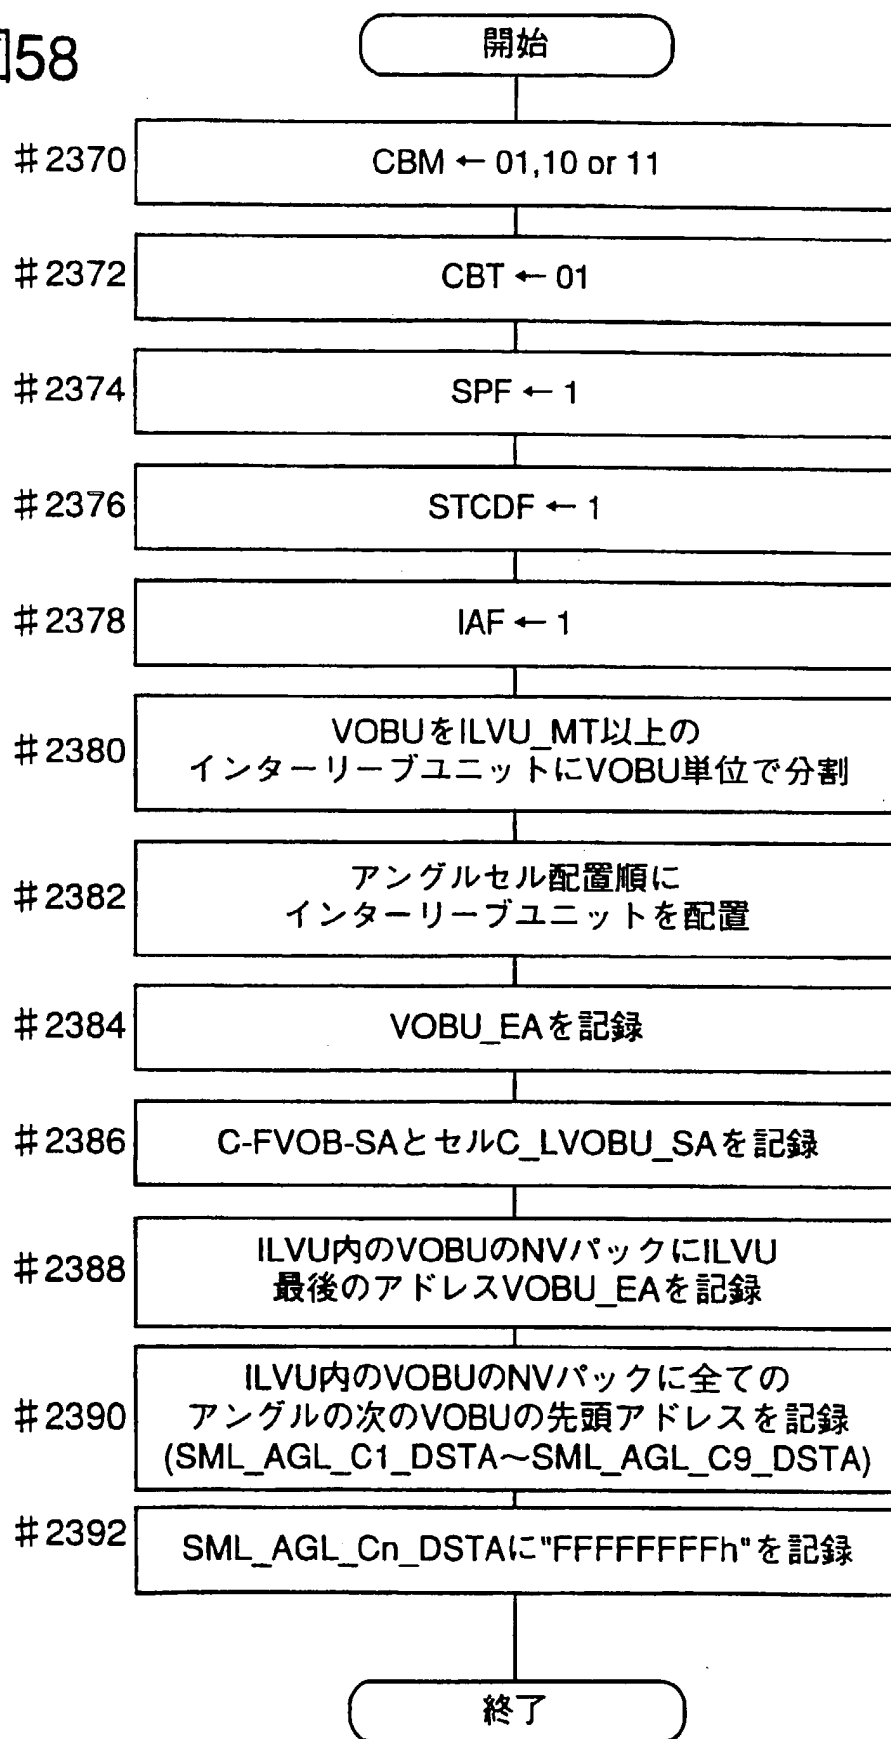 図58
開始
#2370
CBM ← 01,10 or 11
#2372
CBT ← 01
#2374
SPF ← 1
#2376
STCDF ← 1
#2378
IAF ← 1
#2380
VOBUをILVU_MT以上の
インターリーブユニットにVOBU単位で分割
#2382
アングルセル配置順に
インターリーブユニットを配置
#2384
VOBU_EAを記録
#2386
C-FVOB-SAとセルC_LVOBU_SAを記録
#2388
ILVU内のVOBUのNVパックにILVU
最後のアドレスVOBU_EAを記録
#2390
ILVU内のVOBUのNVパックに全ての
アングルの次のVOBUの先頭アドレスを記録
(SML_AGL_C1_DSTA～SML_AGL_C9_DSTA)
#2392
SML_AGL_Cn_DSTAに"FFFFFFFFh"を記録
終了